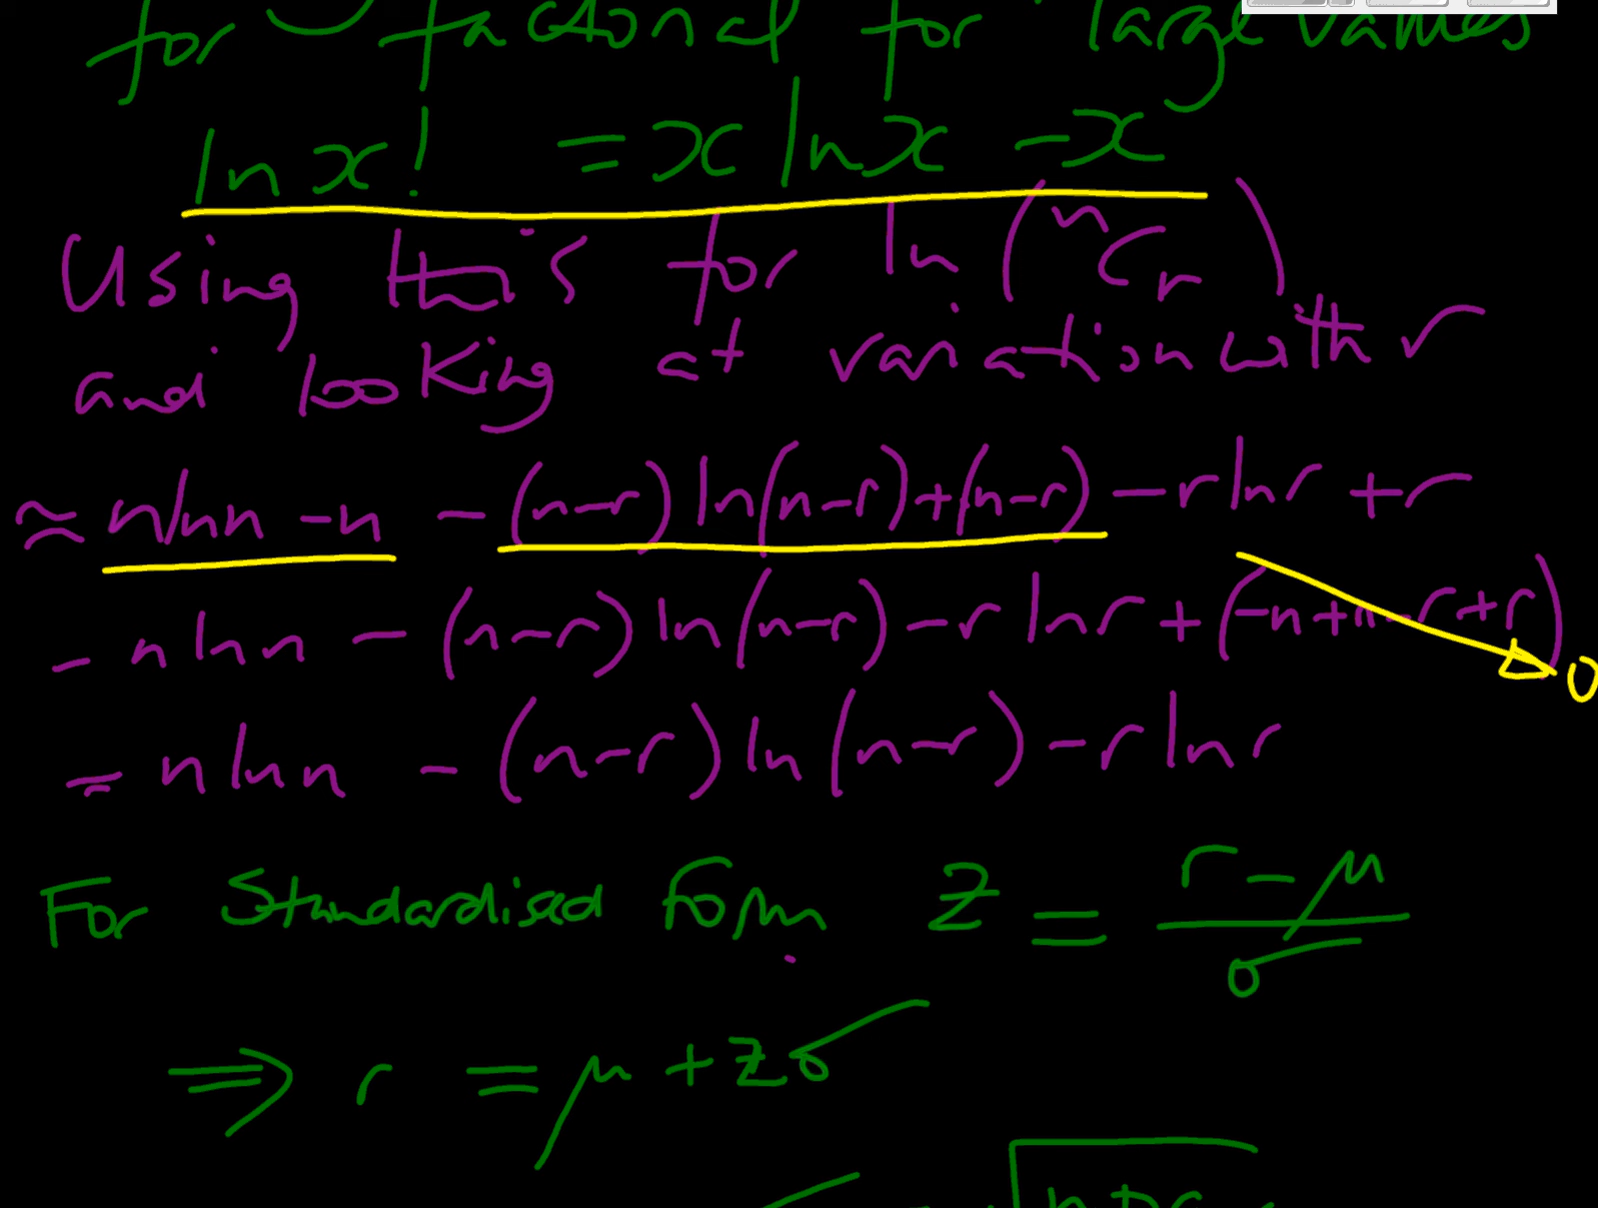 for factorial for large values
ln x! = x ln x - x
Using this for ln (ⁿCᵣ)
and looking at variation with r
≈ n ln n - n - (n-r) ln(n-r) + (n-r) - r ln r + r
- n ln n - (n-r) ln(n-r) - r ln r + (-n+n-r+r) 0
= n ln n - (n-r) ln(n-r) - r ln r
For Standardised Form Z = (r - μ)/σ
⇒ r = μ + zσ